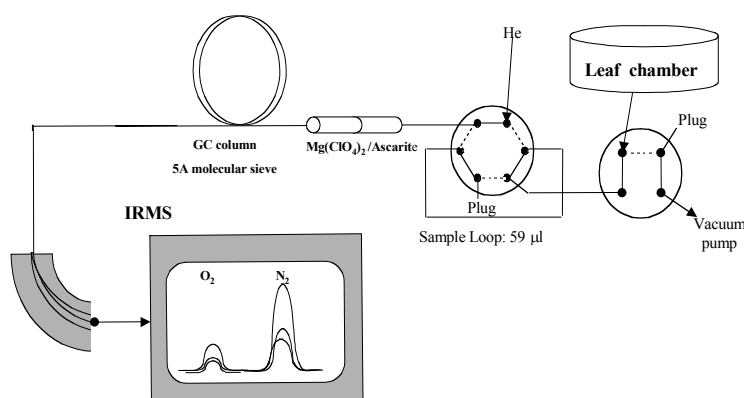 He
Leaf chamber
Plug
GC column
5A molecular sieve
Mg(ClO₄)₂ /Ascarite
Plug
Vacuum
pump
Sample Loop: 59 µl
IRMS
O₂
N₂